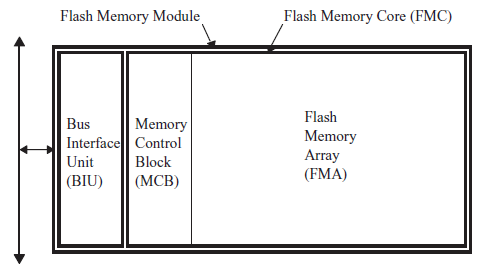 Flash Memory Module
Flash Memory Core (FMC)
Bus
Interface
Unit
(BIU)
Memory
Control
Block
(MCB)
Flash
Memory
Array
(FMA)